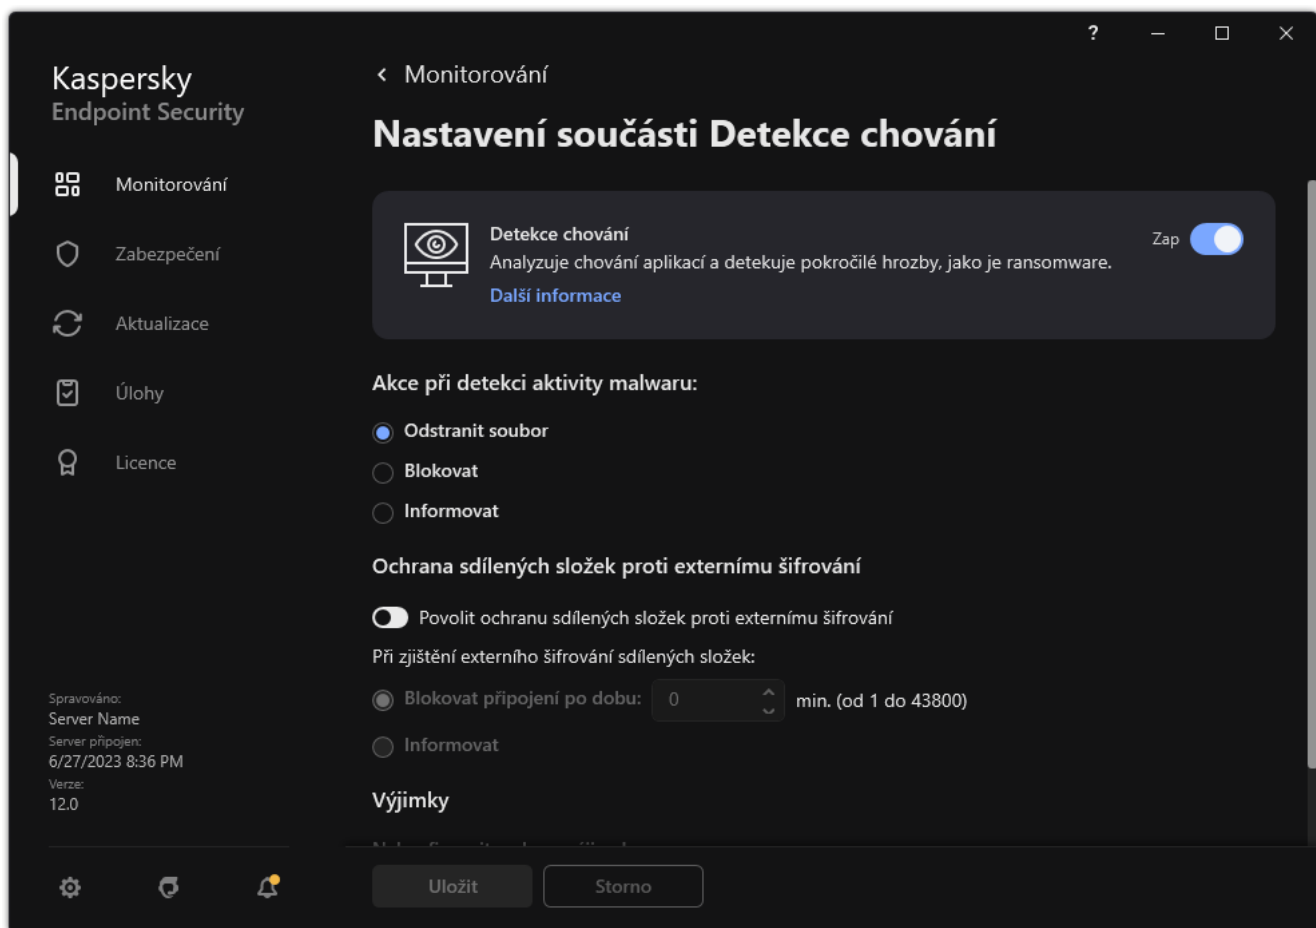 ?
Kaspersky
Endpoint Security
Monitorování
Zabezpečení
Aktualizace
Úlohy
Licence
Spravováno:
Server Name
Server připojen:
6/27/2023 8:36 PM
Verze:
12.0
Monitorování
Nastavení součásti Detekce chování
Detekce chování
Zap
Analyzuje chování aplikací a detekuje pokročilé hrozby, jako je ransomware.
Další informace
Akce při detekci aktivity malwaru:
Odstranit soubor
Blokovat
Informovat
Ochrana sdílených složek proti externímu šifrování
Povolit ochranu sdílených složek proti externímu šifrování
Při zjištění externího šifrování sdílených složek:
Blokovat připojení po dobu: 0 min. (od 1 do 43800)
Informovat
Výjimky
Uložit
Storno